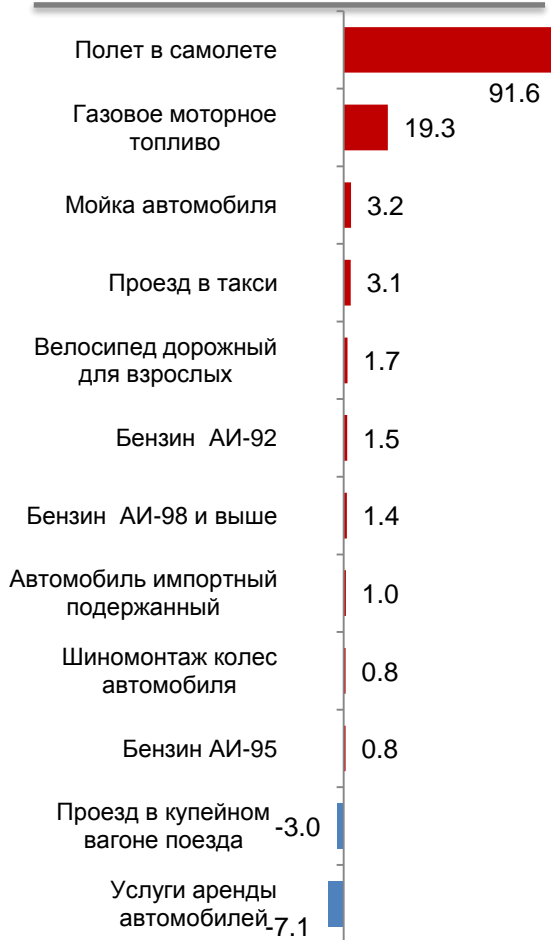 Полет в самолете
91.6
Газовое моторное
топливо
19.3
Мойка автомобиля
3.2
Проезд в такси
3.1
Велосипед дорожный
для взрослых
1.7
Бензин АИ-92
1.5
Бензин АИ-98 и выше
1.4
Автомобиль импортный
подержанный
1.0
Шиномонтаж колес
автомобиля
0.8
Бензин АИ-95
0.8
Проезд в купейном
вагоне поезда
-3.0
Услуги аренды
автомобилей
-7.1